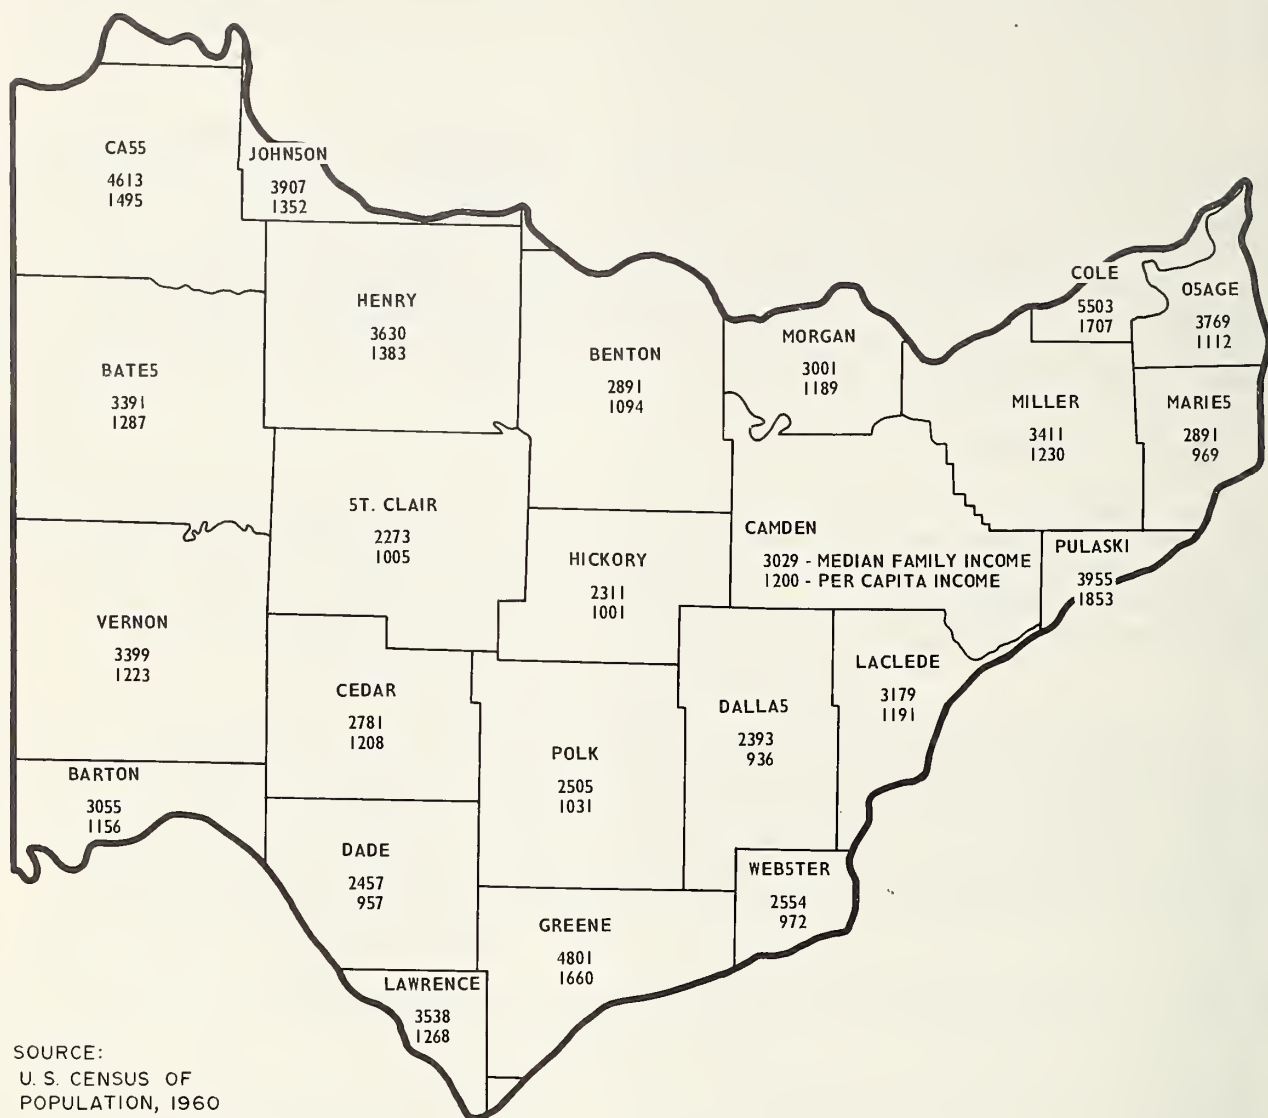 CASS
4613
1495
JOHNSON
3907
1352
HENRY
3630
1383
BATES
3391
1287
BENTON
2891
1094
MORGAN
3001
1189
COLE
5503
1707
OSAGE
3769
1112
MILLER
3411
1230
MARIES
2891
969
ST. CLAIR
2273
1005
HICKORY
2311
1001
CAMDEN
3029 - MEDIAN FAMILY INCOME
1200 - PER CAPITA INCOME
PULASKI
3955
1853
VERNON
3399
1223
CEDAR
2781
1208
POLK
2505
1031
DALLAS
2393
936
LACLEDE
3179
1191
BARTON
3055
1156
DADE
2457
957
GREENE
4801
1660
WEBSTER
2554
972
LAWRENCE
3538
1268
SOURCE:
U. S. CENSUS OF
POPULATION, 1960